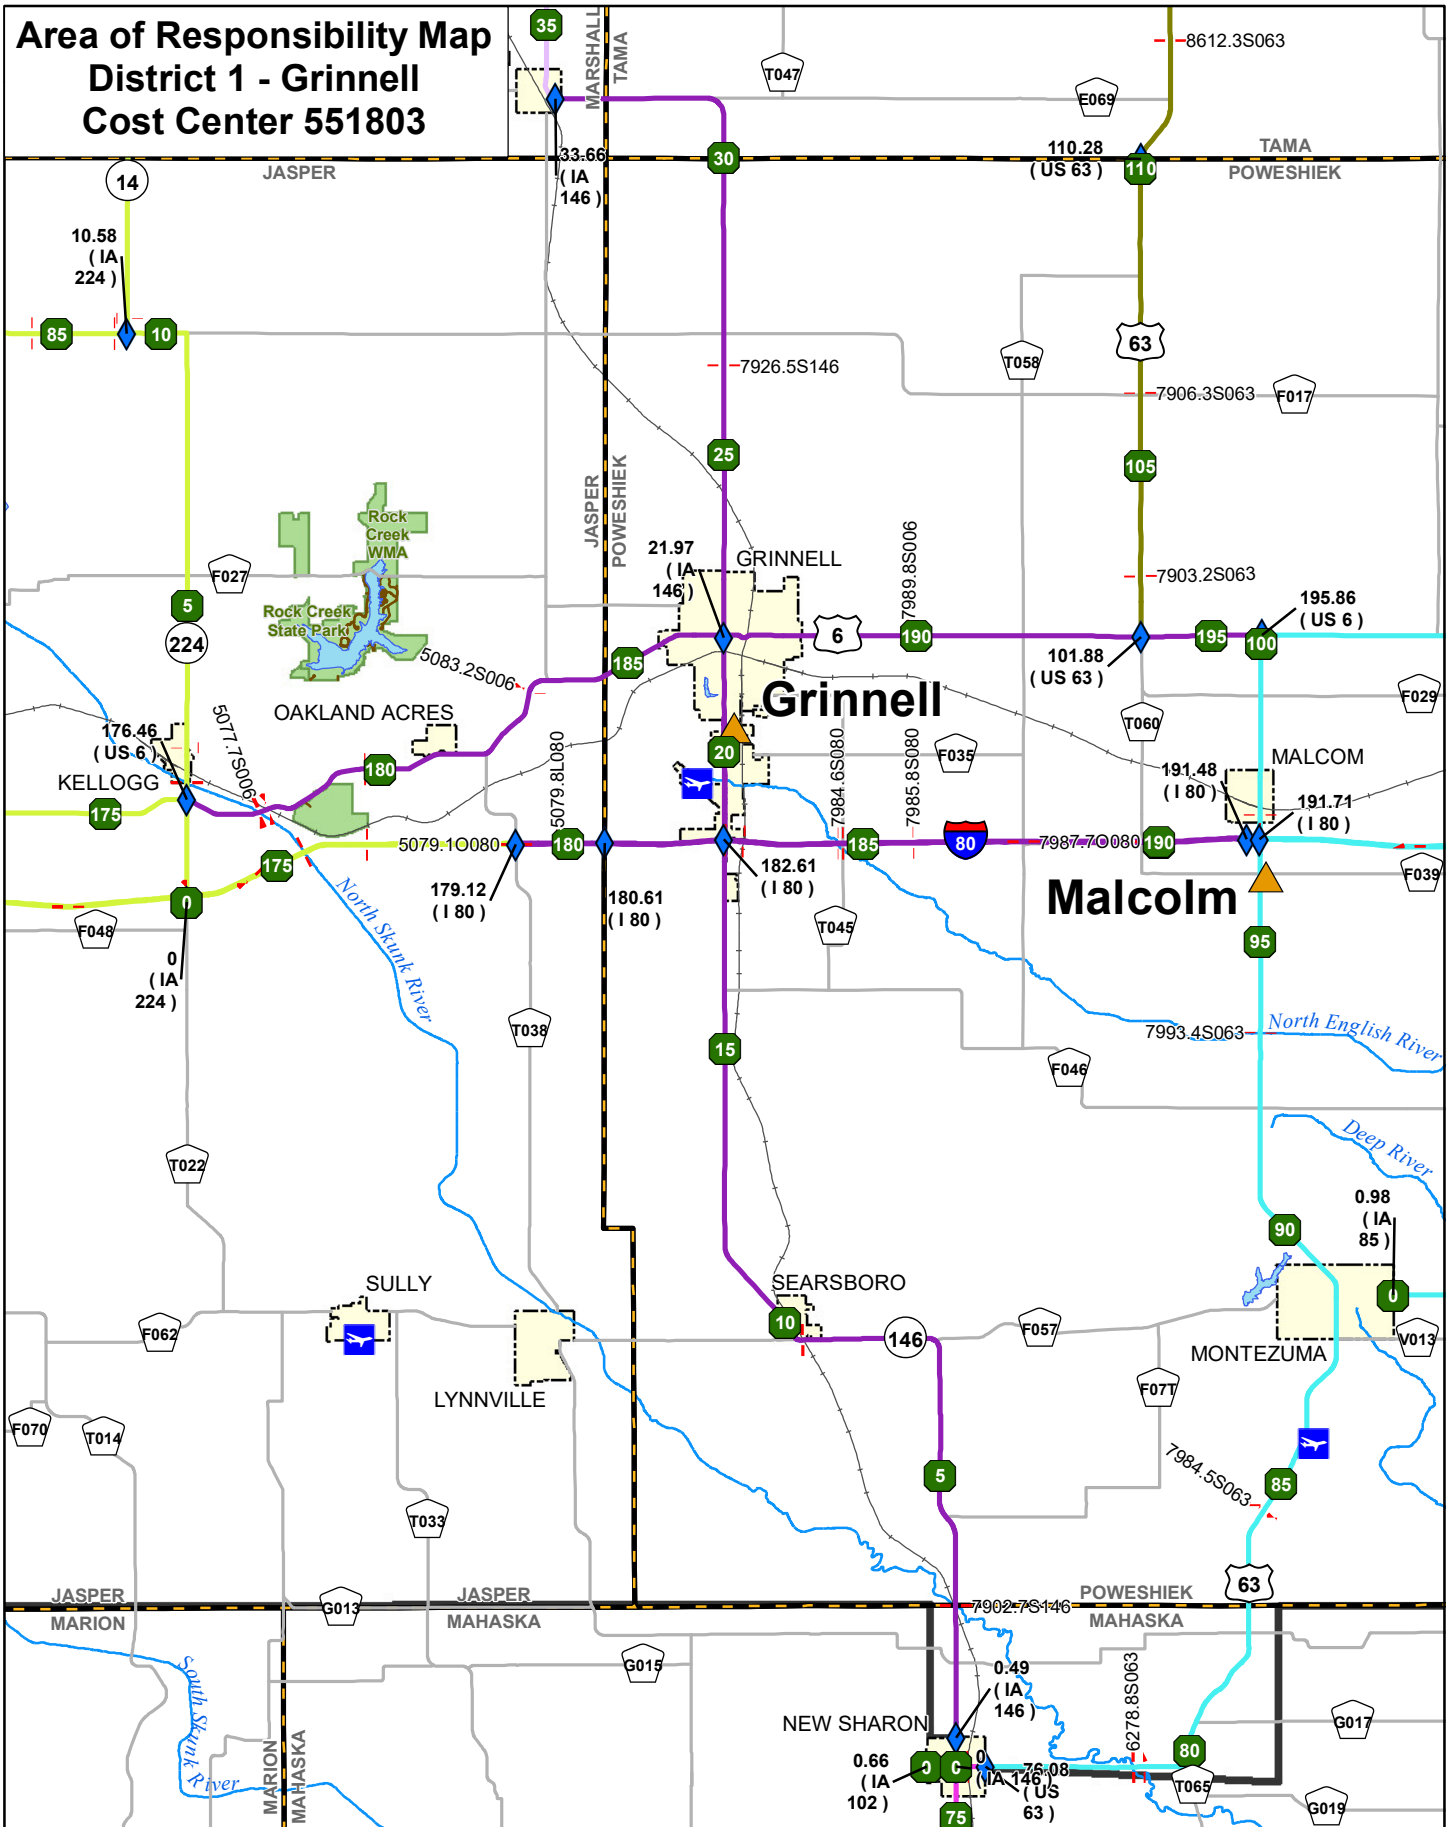 Area of Responsibility Map
District 1 - Grinnell
Cost Center 551803
35
MARSHALL
TAMA
T047
8612.3S063
E069
33.66
( IA
146 )
30
110.28
( US 63 )
110
TAMA
POWESHIEK
JASPER
14
10.58
( IA
224 )
85
10
63
T058
7926.5S146
7906.3S063
F017
25
105
JASPER
POWESHIEK
Rock
Creek
WMA
Rock Creek
State Park
F027
5
224
21.97
( IA
146 )
GRINNELL
7989.8S006
7903.2S063
195.86
( US 6 )
6
190
195
100
101.88
( US 63 )
185
5083.2S006
F029
Grinnell
OAKLAND ACRES
5077.7S006
176.46
( US 6 )
KELLOGG
175
180
5079.8L080
20
7984.6S080
7985.8S080
F035
T060
MALCOM
191.48
( I 80 )
191.71
( I 80 )
175
5079.1O080
180
185
80
7987.7O080
190
182.61
( I 80 )
179.12
( I 80 )
180.61
( I 80 )
F039
Malcolm
0
F048
0
( IA
224 )
North Skunk River
T045
95
T038
15
7993.4S063
North English River
F046
Deep River
T022
0.98
( IA
85 )
90
0
SULLY
SEARSBORO
F062
10
146
F057
V013
MONTEZUMA
LYNNVILLE
F07T
F070
T014
5
7984.5S063
85
T033
63
JASPER
MARION
G013
JASPER
MAHASKA
POWESHIEK
MAHASKA
7902.7S146
South Skunk River
G015
0.49
( IA
146 )
6278.8S063
NEW SHARON
G017
80
0.66
( IA
102 )
0
0
0
( IA 146 )
76.08
( US
63 )
T065
MARION
MAHASKA
75
G019